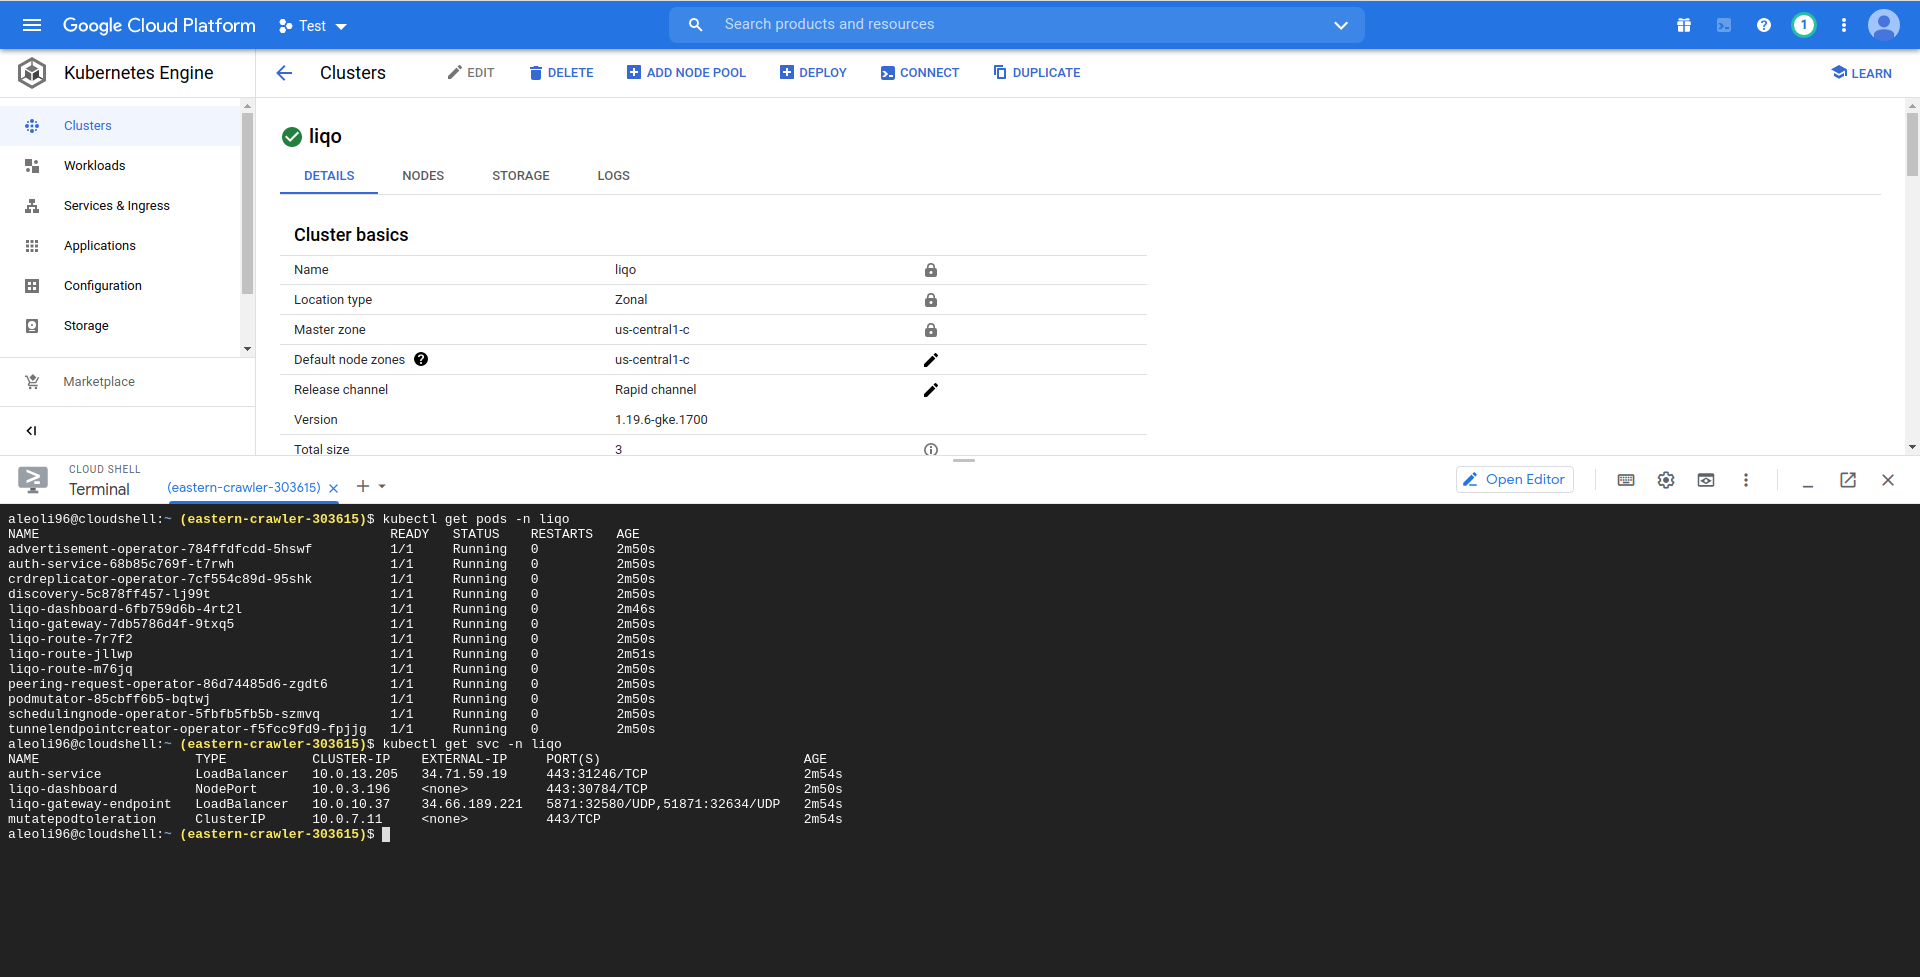 Google Cloud Platform Test Search products and resources 1
Kubernetes Engine Clusters EDIT DELETE ADD NODE POOL DEPLOY CONNECT DUPLICATE LEARN
Clusters
Workloads
Services & Ingress
Applications
Configuration
Storage
Marketplace
liqo
DETAILS NODES STORAGE LOGS
Cluster basics
Name liqo
Location type Zonal
Master zone us-central1-c
Default node zones us-central1-c
Release channel Rapid channel
Version 1.19.6-gke.1700
Total size 3
CLOUD SHELL
Terminal (eastern-crawler-303615) Open Editor
aleoli96@cloudshell:~ (eastern-crawler-303615)$ kubectl get pods -n liqo
NAME READY STATUS RESTARTS AGE
advertisement-operator-784ffdfcdd-5hswf 1/1 Running 0 2m50s
auth-service-68b85c769f-t7rwh 1/1 Running 0 2m50s
crdreplicator-operator-7cf554c89d-95shk 1/1 Running 0 2m50s
discovery-5c878ff457-lj99t 1/1 Running 0 2m50s
liqo-dashboard-6fb759d6b-4rt2l 1/1 Running 0 2m46s
liqo-gateway-7db5786d4f-9txq5 1/1 Running 0 2m50s
liqo-route-7r7f2 1/1 Running 0 2m50s
liqo-route-jllwp 1/1 Running 0 2m51s
liqo-route-m76jq 1/1 Running 0 2m50s
peering-request-operator-86d74485d6-zgdt6 1/1 Running 0 2m50s
podmutator-85cbff6b5-bqtwj 1/1 Running 0 2m50s
schedulingnode-operator-5fbfb5fb5b-szmvq 1/1 Running 0 2m50s
tunnelendpointcreator-operator-f5fcc9fd9-fpjjg 1/1 Running 0 2m50s
aleoli96@cloudshell:~ (eastern-crawler-303615)$ kubectl get svc -n liqo
NAME TYPE CLUSTER-IP EXTERNAL-IP PORT(S) AGE
auth-service LoadBalancer 10.0.13.205 34.71.59.19 443:31246/TCP 2m54s
liqo-dashboard NodePort 10.0.3.196 <none> 443:30784/TCP 2m50s
liqo-gateway-endpoint LoadBalancer 10.0.10.37 34.66.189.221 5871:32580/UDP,51871:32634/UDP 2m54s
mutatepodtoleration ClusterIP 10.0.7.11 <none> 443/TCP 2m54s
aleoli96@cloudshell:~ (eastern-crawler-303615)$